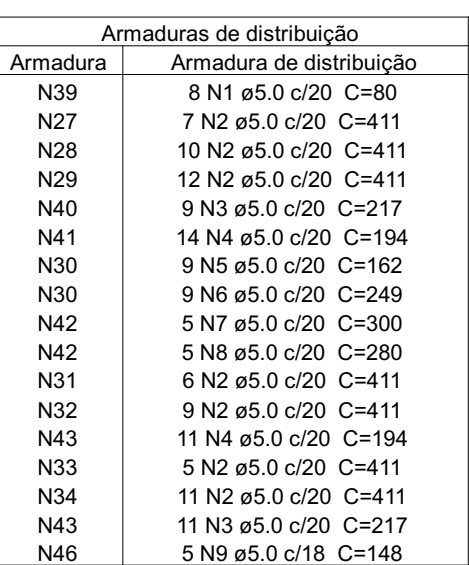 Armaduras de distribuição
Armadura Armadura de distribuição
N39 8 N1 ø5.0 c/20 C=80
N27 7 N2 ø5.0 c/20 C=411
N28 10 N2 ø5.0 c/20 C=411
N29 12 N2 ø5.0 c/20 C=411
N40 9 N3 ø5.0 c/20 C=217
N41 14 N4 ø5.0 c/20 C=194
N30 9 N5 ø5.0 c/20 C=162
N30 9 N6 ø5.0 c/20 C=249
N42 5 N7 ø5.0 c/20 C=300
N42 5 N8 ø5.0 c/20 C=280
N31 6 N2 ø5.0 c/20 C=411
N32 9 N2 ø5.0 c/20 C=411
N43 11 N4 ø5.0 c/20 C=194
N33 5 N2 ø5.0 c/20 C=411
N34 11 N2 ø5.0 c/20 C=411
N43 11 N3 ø5.0 c/20 C=217
N46 5 N9 ø5.0 c/18 C=148